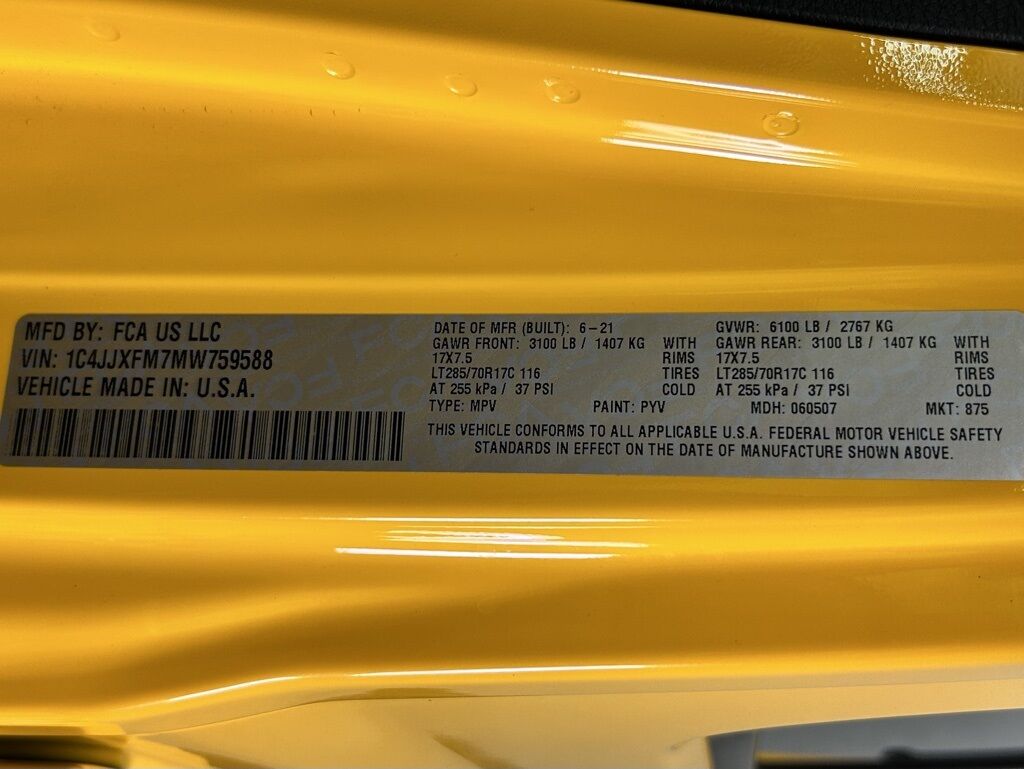 MFD BY: FCA US LLC
VIN: 1C4JJXFM7MW759588
VEHICLE MADE IN: U.S.A.
DATE OF MFR (BUILT): 6-21 GVWR: 6100 LB / 2767 KG
GAWR FRONT: 3100 LB / 1407 KG WITH GAWR REAR: 3100 LB / 1407 KG WITH
17X7.5 RIMS 17X7.5 RIMS
LT285/70R17C 116 TIRES LT285/70R17C 116 TIRES
AT 255 kPa / 37 PSI COLD AT 255 kPa / 37 PSI COLD
TYPE: MPV PAINT: PYV MDH: 060507 MKT: 875
THIS VEHICLE CONFORMS TO ALL APPLICABLE U.S.A. FEDERAL MOTOR VEHICLE SAFETY
STANDARDS IN EFFECT ON THE DATE OF MANUFACTURE SHOWN ABOVE.